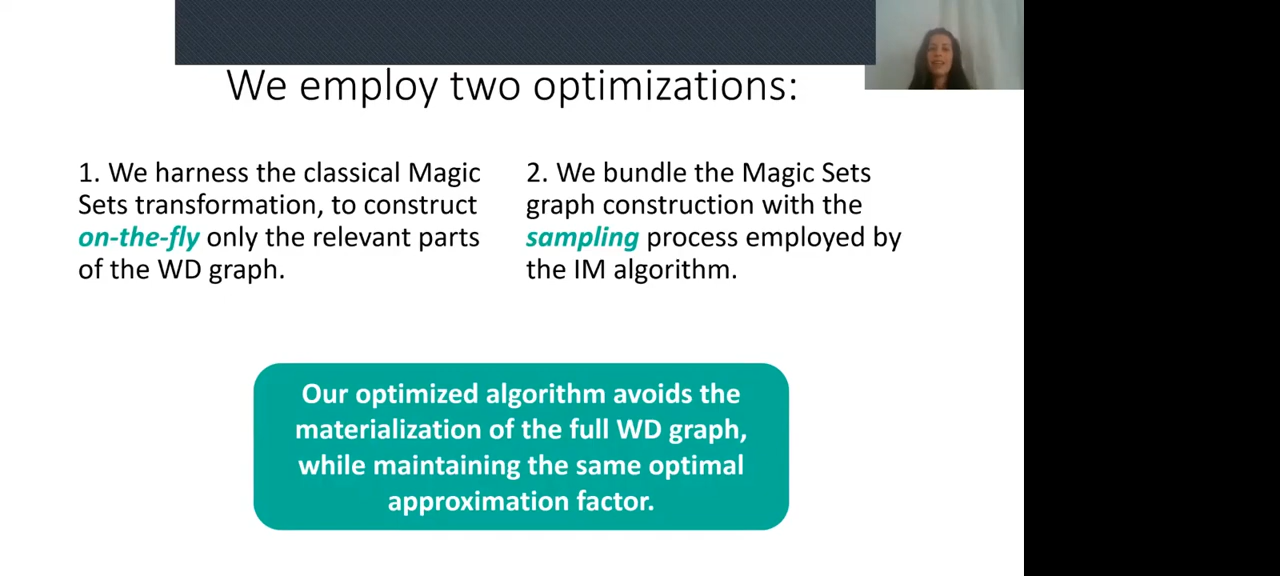 We employ two optimizations:
1. We harness the classical Magic
Sets transformation, to construct
on-the-fly only the relevant parts
of the WD graph.
2. We bundle the Magic Sets
graph construction with the
sampling process employed by
the IM algorithm.
Our optimized algorithm avoids the
materialization of the full WD graph,
while maintaining the same optimal
approximation factor.